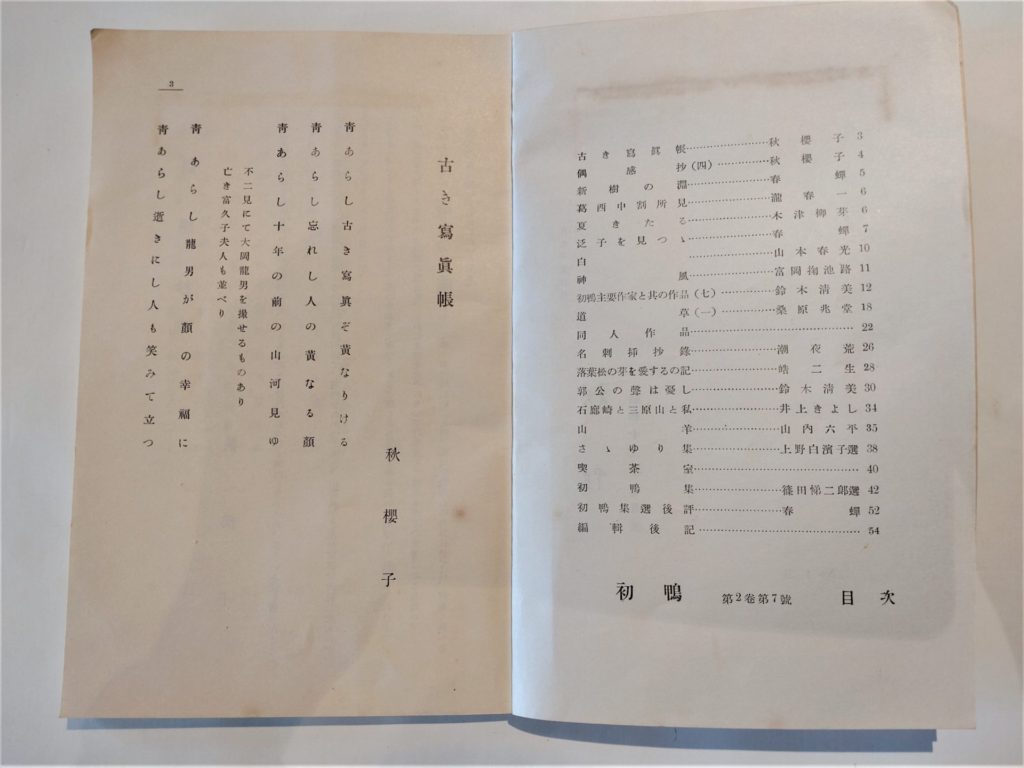 初鴨 第2卷第7號 目次
古き寫眞帳……………………秋櫻子 3
偶感抄(四)……………………秋櫻子 4
新樹の淵……………………春蟬 5
葛西中割所見……………………瀧春一 6
夏きたる……………………木津柳芽 6
泛子を見つゝ……………………春蟬 7
白……………………山本春光 10
神風……………………富岡掬池路 11
初鴨主要作家と其の作品(七)……………鈴木清美 12
道草(一)……………………桑原兆堂 18
同人作品……………………22
名刺挿抄錄……………………潮夜荒 26
落葉松の芽を愛するの記……………皓二生 28
郭公の聲は憂し……………………鈴木清美 30
石廊崎と三原山と私……………井上きよし 34
山羊……………………山内六平 35
さゝゆり集……………………上野白濱子選 38
喫茶室……………………40
初鴨集……………………篠田悌二郎選 42
初鴨集選後評……………………春蟬 52
編輯後記……………………54
古き寫眞帳
秋櫻子
靑あらし古き寫眞ぞ黃なりける
靑あらし忘れし人の黃なる顔
靑あらし十年の前の山河見ゆ
不二見にて大岡龍男を撮せるものあり
亡き富久子夫人も並べり
靑あらし龍男が顔の幸福に
靑あらし逝きにし人も笑みて立つ
3